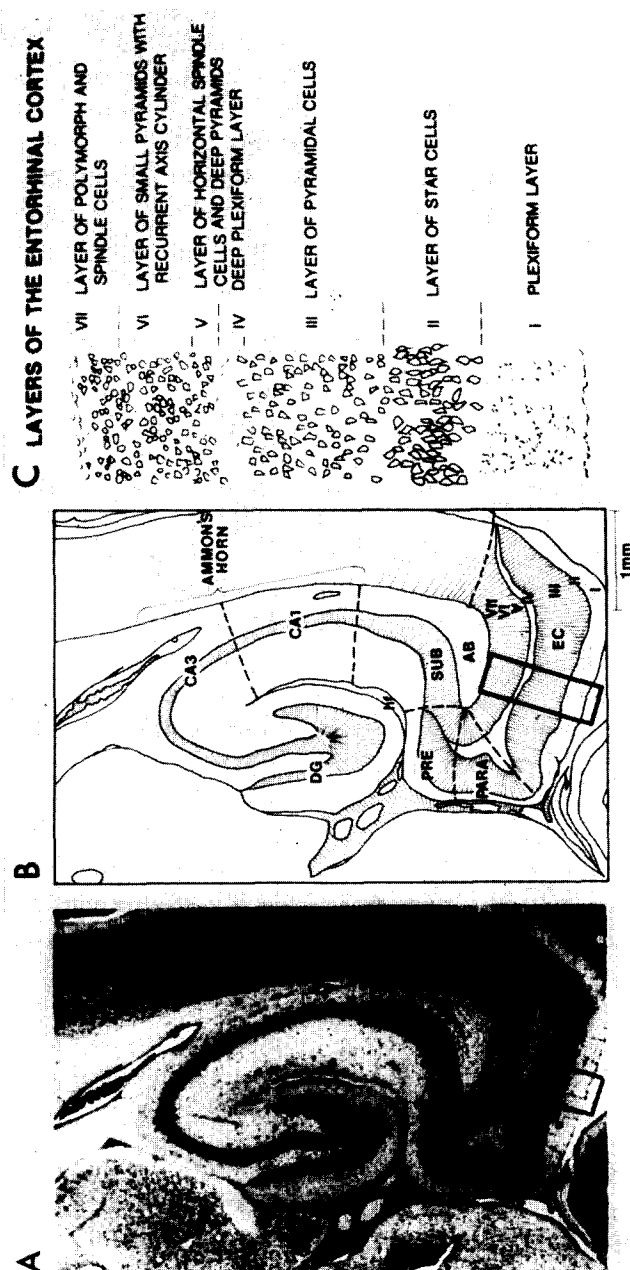 A
B
AMMON'S
HORN
CA3
CA1
DG
SUB
AB
PRE
PARA
VII
VI
V
IV
III
II
I
EC
hf
1mm
C LAYERS OF THE ENTORHINAL CORTEX
VII LAYER OF POLYMORPH AND
SPINDLE CELLS
VI LAYER OF SMALL PYRAMIDS WITH
RECURRENT AXIS CYLINDER
V LAYER OF HORIZONTAL SPINDLE
CELLS AND DEEP PYRAMIDS
IV DEEP PLEXIFORM LAYER
III LAYER OF PYRAMIDAL CELLS
II LAYER OF STAR CELLS
I PLEXIFORM LAYER